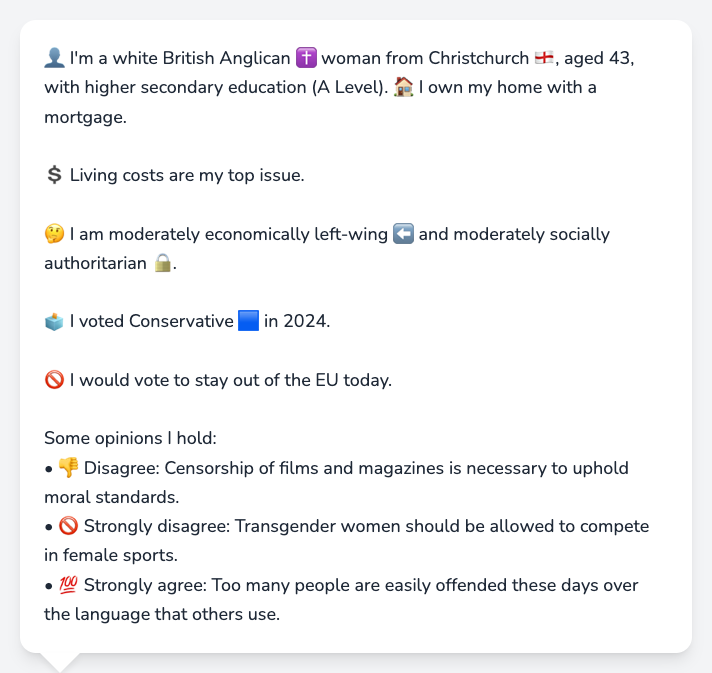 👤 I'm a white British Anglican ✝️ woman from Christchurch 🏴󠁧󠁢󠁥󠁮󠁧󠁿, aged 43,
with higher secondary education (A Level). 🏠 I own my home with a
mortgage.
💲 Living costs are my top issue.
🤔 I am moderately economically left-wing ⬅️ and moderately socially
authoritarian 🔒.
🗳️ I voted Conservative 🟦 in 2024.
🚫 I would vote to stay out of the EU today.
Some opinions I hold:
• 👎 Disagree: Censorship of films and magazines is necessary to uphold
moral standards.
• 🚫 Strongly disagree: Transgender women should be allowed to compete
in female sports.
• 💯 Strongly agree: Too many people are easily offended these days over
the language that others use.